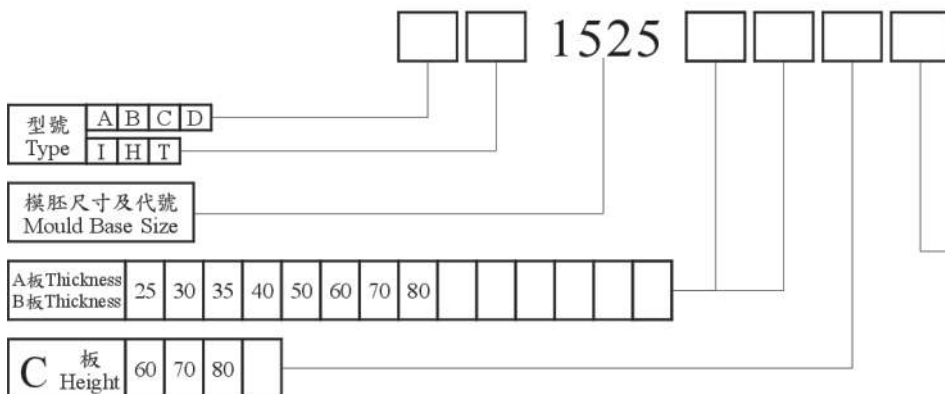 1525
型號 A B C D
Type I H T
模胚尺寸及代號
Mould Base Size
A板Thickness
B板Thickness
25 30 35 40 50 60 70 80
C 板
Height
60 70 80